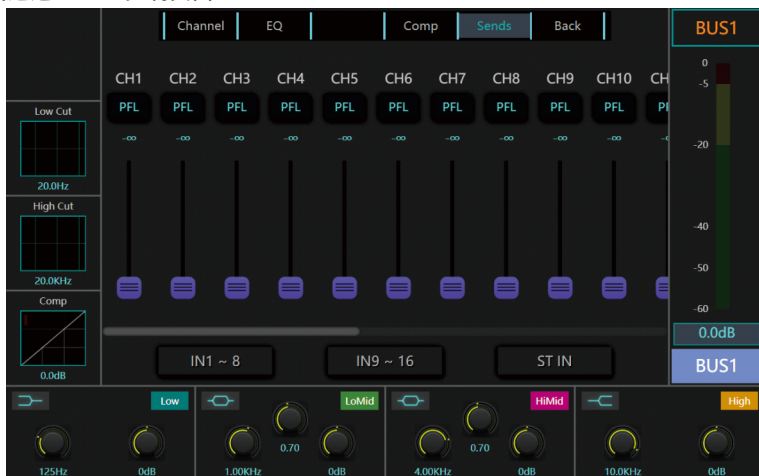 Channel EQ Comp Sends Back BUS1
CH1 CH2 CH3 CH4 CH5 CH6 CH7 CH8 CH9 CH10 CH
PFL PFL PFL PFL PFL PFL PFL PFL PFL PFL
-∞ -∞ -∞ -∞ -∞ -∞ -∞ -∞ -∞ -∞
Low Cut
20.0Hz
High Cut
20.0KHz
Comp
0.0dB
0
-5
-20
-40
-50
-60
0.0dB
BUS1
IN1 ~ 8 IN9 ~ 16 ST IN
Low LoMid HiMid High
0.70 0.70
125Hz 0dB 1.00KHz 0dB 4.00KHz 0dB 10.0KHz 0dB